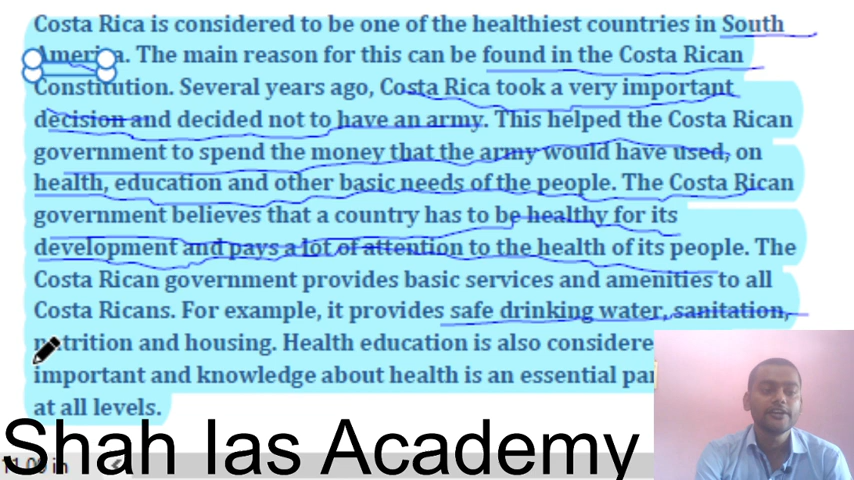 Costa Rica is considered to be one of the healthiest countries in South
America. The main reason for this can be found in the Costa Rican
Constitution. Several years ago, Costa Rica took a very important
decision and decided not to have an army. This helped the Costa Rican
government to spend the money that the army would have used, on
health, education and other basic needs of the people. The Costa Rican
government believes that a country has to be healthy for its
development and pays a lot of attention to the health of its people. The
Costa Rican government provides basic services and amenities to all
Costa Ricans. For example, it provides safe drinking water, sanitation,
nutrition and housing. Health education is also considere
important and knowledge about health is an essential par
at all levels.
Shah Ias Academy